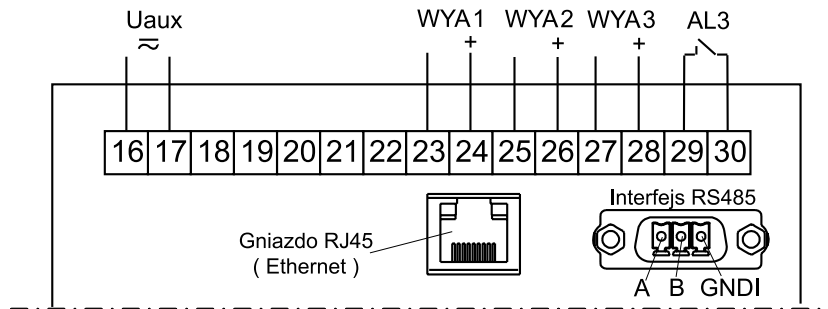 Uaux WYA1 WYA2 WYA3 AL3
+ + +
16 17 18 19 20 21 22 23 24 25 26 27 28 29 30
Interfejs RS485
Gniazdo RJ45
( Ethernet )
A B GNDI